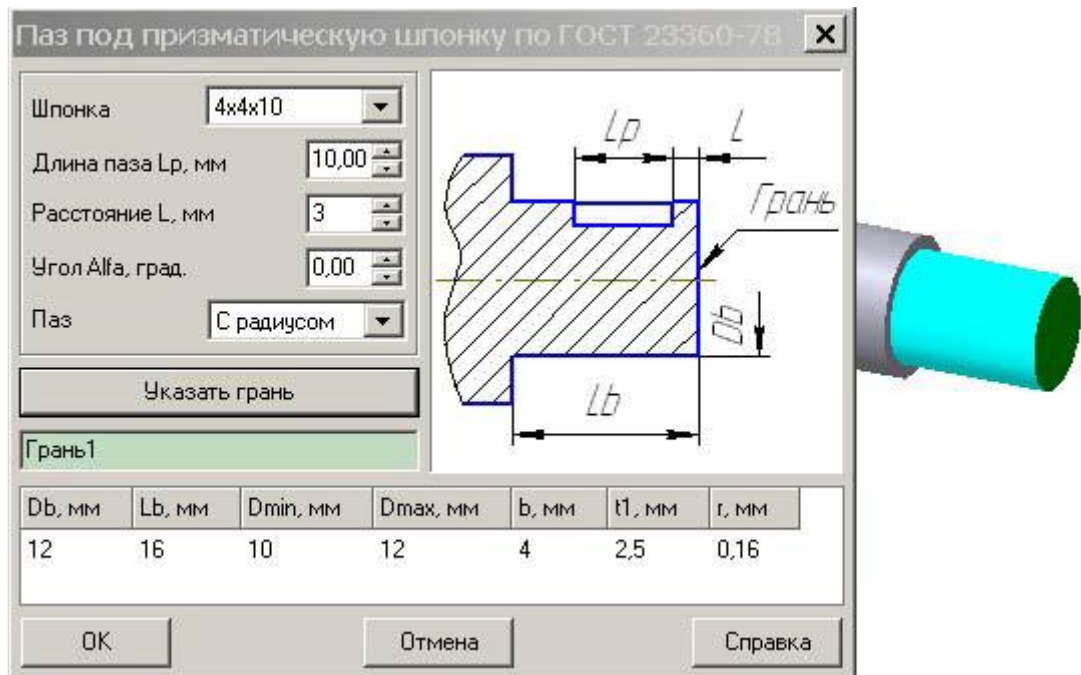 Паз под призматическую шпонку по ГОСТ 23360-78
Шпонка 4x4x10
Длина паза Lp, мм 10,00
Расстояние L, мм 3
Угол Alfa, град. 0,00
Паз С радиусом
Указать грань
Грань1
Lp L
Грань
Db
Lb
Db, мм Lb, мм Dmin, мм Dmax, мм b, мм t1, мм r, мм
12 16 10 12 4 2,5 0,16
OK Отмена Справка